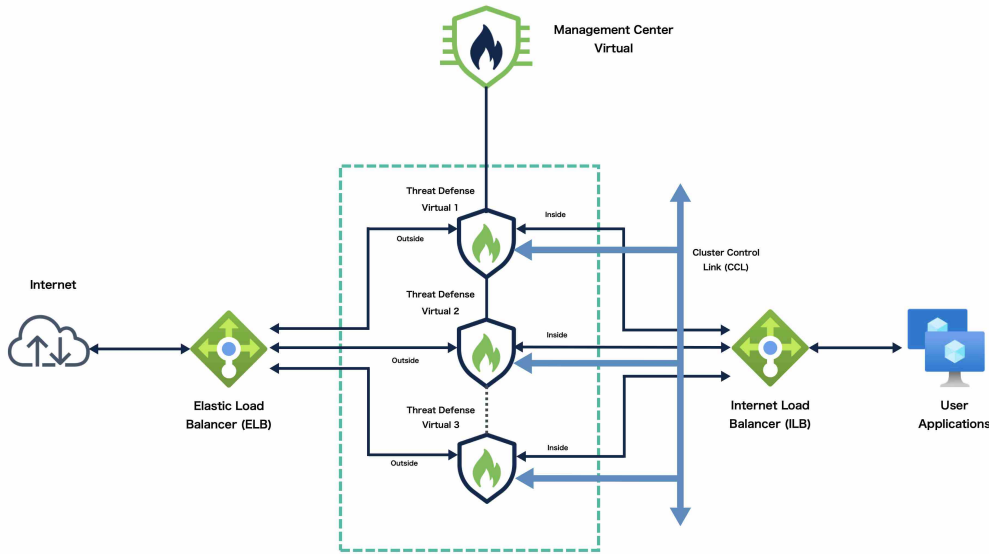 Management Center
Virtual
Threat Defense
Virtual 1
Inside
Outside
Cluster Control
Link (CCL)
Internet
Threat Defense
Virtual 2
Inside
Outside
Elastic Load
Balancer (ELB)
Internet Load
Balancer (ILB)
User
Applications
Threat Defense
Virtual 3
Inside
Outside